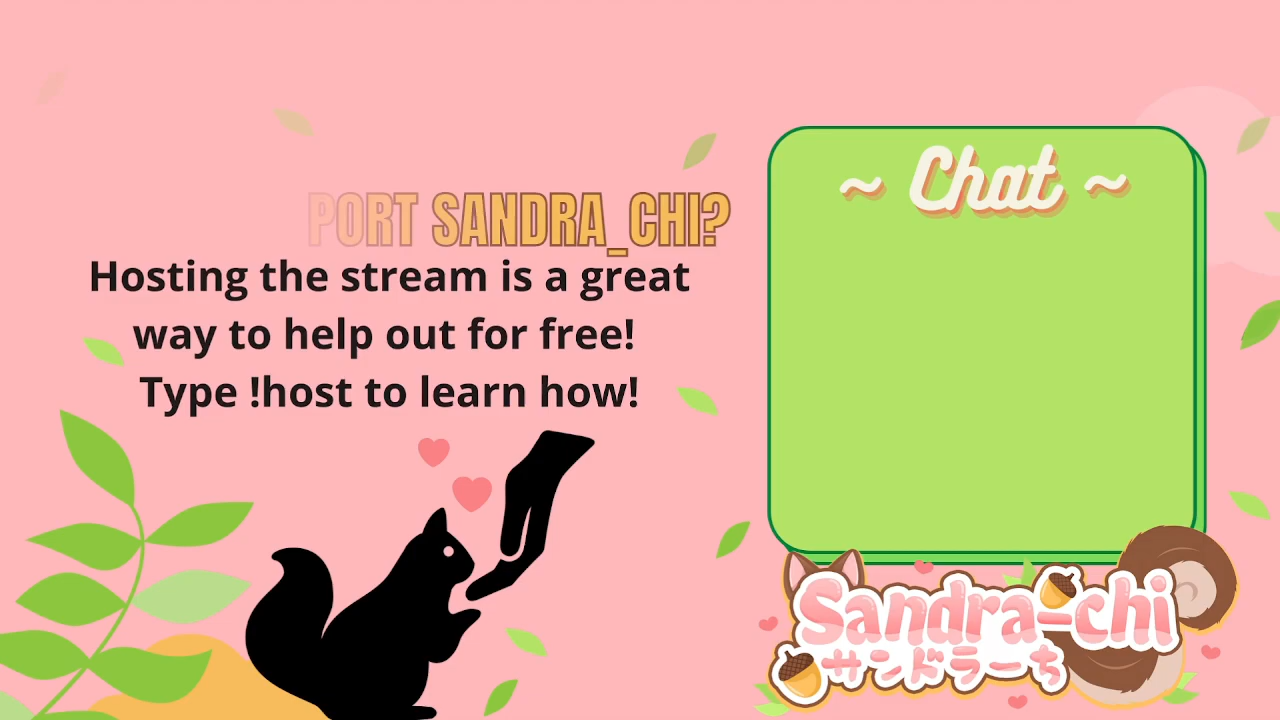 PORT SANDRA_CHI?
Hosting the stream is a great
way to help out for free!
Type !host to learn how!
~ Chat ~
Sandra-chi
サンドラーち